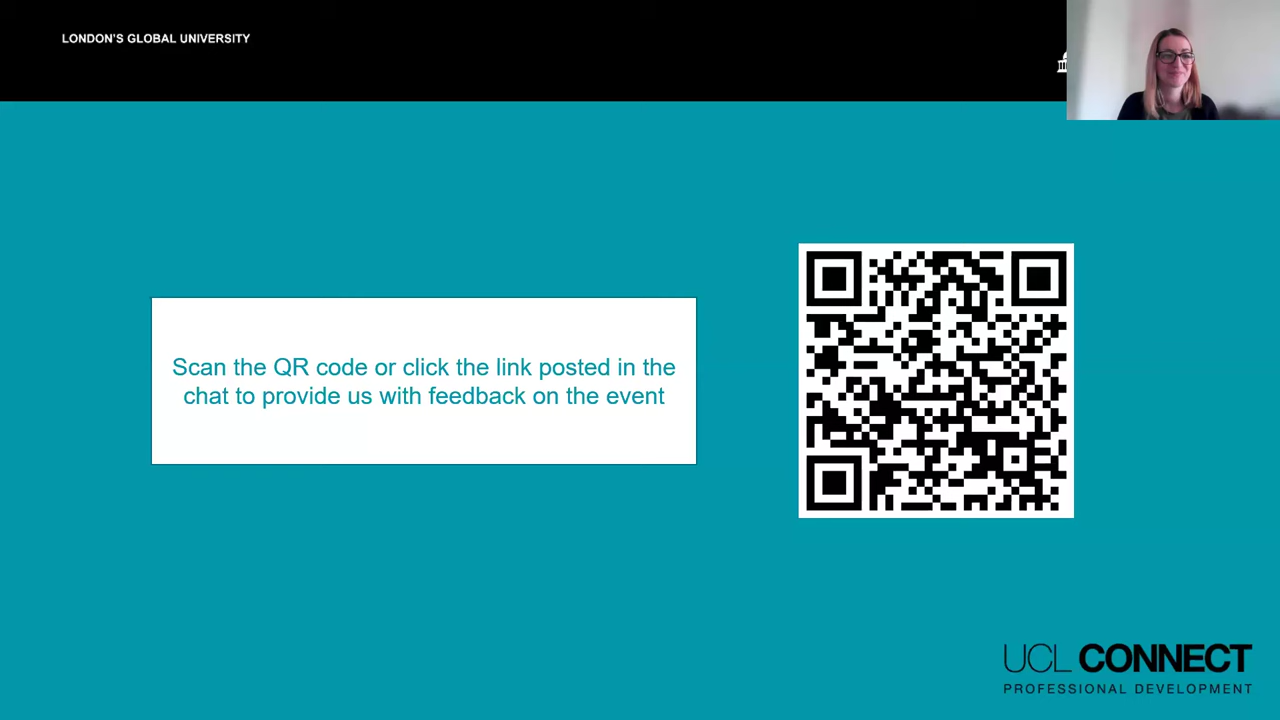 LONDON'S GLOBAL UNIVERSITY
Scan the QR code or click the link posted in the
chat to provide us with feedback on the event
UCL CONNECT
PROFESSIONAL DEVELOPMENT